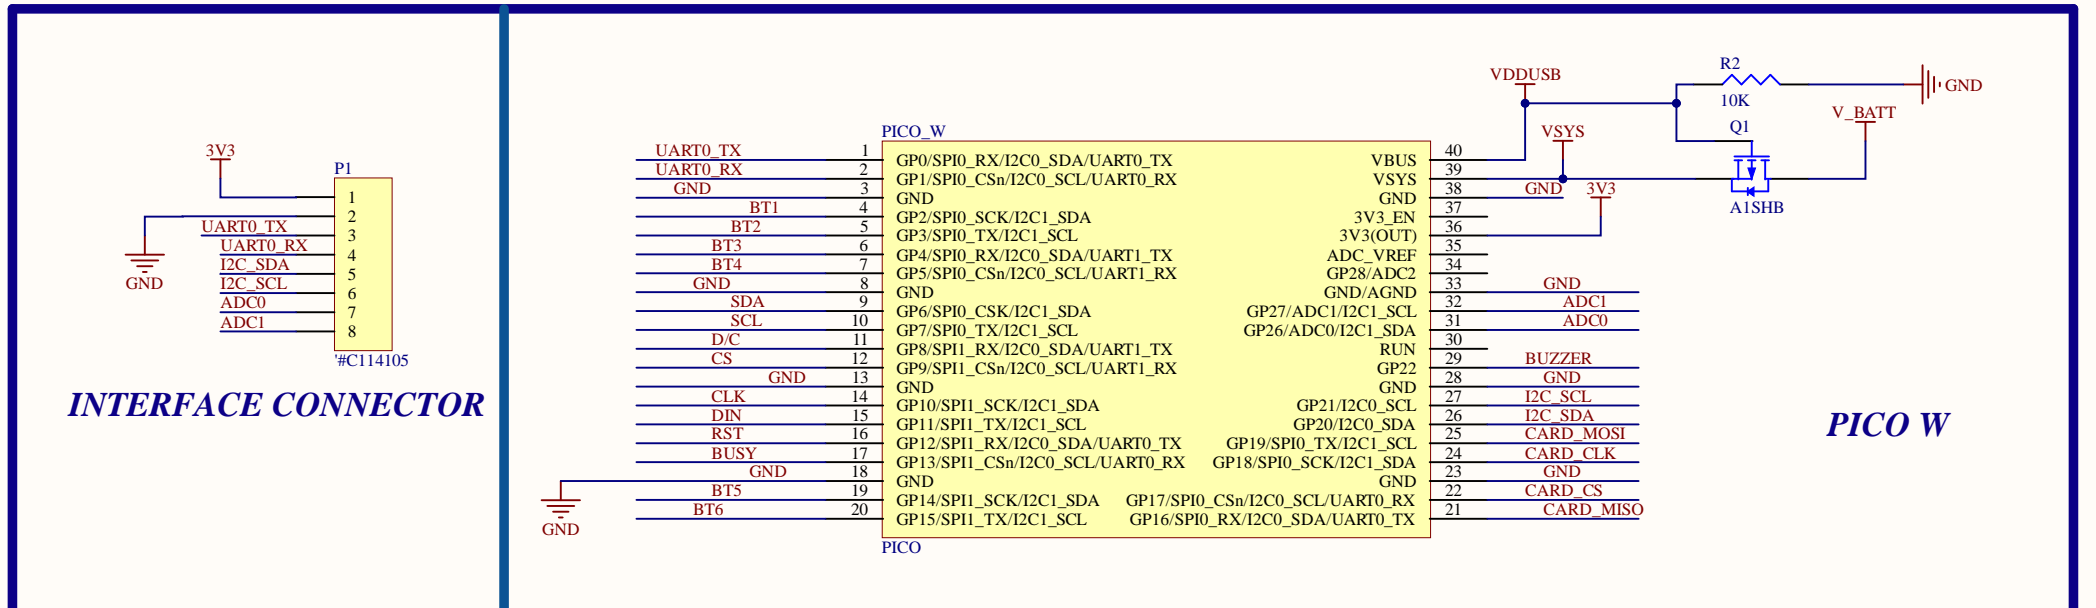 3V3
P1
1
2
UART0_TX 3
UART0_RX 4
I2C_SDA 5
I2C_SCL 6
ADC0 7
ADC1 8
GND
'#C114105
INTERFACE CONNECTOR
VDDUSB
R2
10K
GND
V_BATT
Q1
A1SHB
VSYS
3V3
PICO_W
UART0_TX 1 GP0/SPI0_RX/I2C0_SDA/UART0_TX VBUS 40
UART0_RX 2 GP1/SPI0_CSn/I2C0_SCL/UART0_RX VSYS 39
GND 3 GND GND 38 GND
BT1 4 GP2/SPI0_SCK/I2C1_SDA 3V3_EN 37
BT2 5 GP3/SPI0_TX/I2C1_SCL 3V3(OUT) 36
BT3 6 GP4/SPI0_RX/I2C0_SDA/UART1_TX ADC_VREF 35
BT4 7 GP5/SPI0_CSn/I2C0_SCL/UART1_RX GP28/ADC2 34
GND 8 GND GND/AGND 33 GND
SDA 9 GP6/SPI0_CSK/I2C1_SDA GP27/ADC1/I2C1_SCL 32 ADC1
SCL 10 GP7/SPI0_TX/I2C1_SCL GP26/ADC0/I2C1_SDA 31 ADC0
D/C 11 GP8/SPI1_RX/I2C0_SDA/UART1_TX RUN 30
CS 12 GP9/SPI1_CSn/I2C0_SCL/UART1_RX GP22 29 BUZZER
GND 13 GND GND 28 GND
CLK 14 GP10/SPI1_SCK/I2C1_SDA GP21/I2C0_SCL 27 I2C_SCL
DIN 15 GP11/SPI1_TX/I2C1_SCL GP20/I2C0_SDA 26 I2C_SDA
RST 16 GP12/SPI1_RX/I2C0_SDA/UART0_TX GP19/SPI0_TX/I2C1_SCL 25 CARD_MOSI
BUSY 17 GP13/SPI1_CSn/I2C0_SCL/UART0_RX GP18/SPI0_SCK/I2C1_SDA 24 CARD_CLK
GND 18 GND GND 23 GND
BT5 19 GP14/SPI1_SCK/I2C1_SDA GP17/SPI0_CSn/I2C0_SCL/UART0_RX 22 CARD_CS
BT6 20 GP15/SPI1_TX/I2C1_SCL GP16/SPI0_RX/I2C0_SDA/UART0_TX 21 CARD_MISO
GND
PICO
PICO W